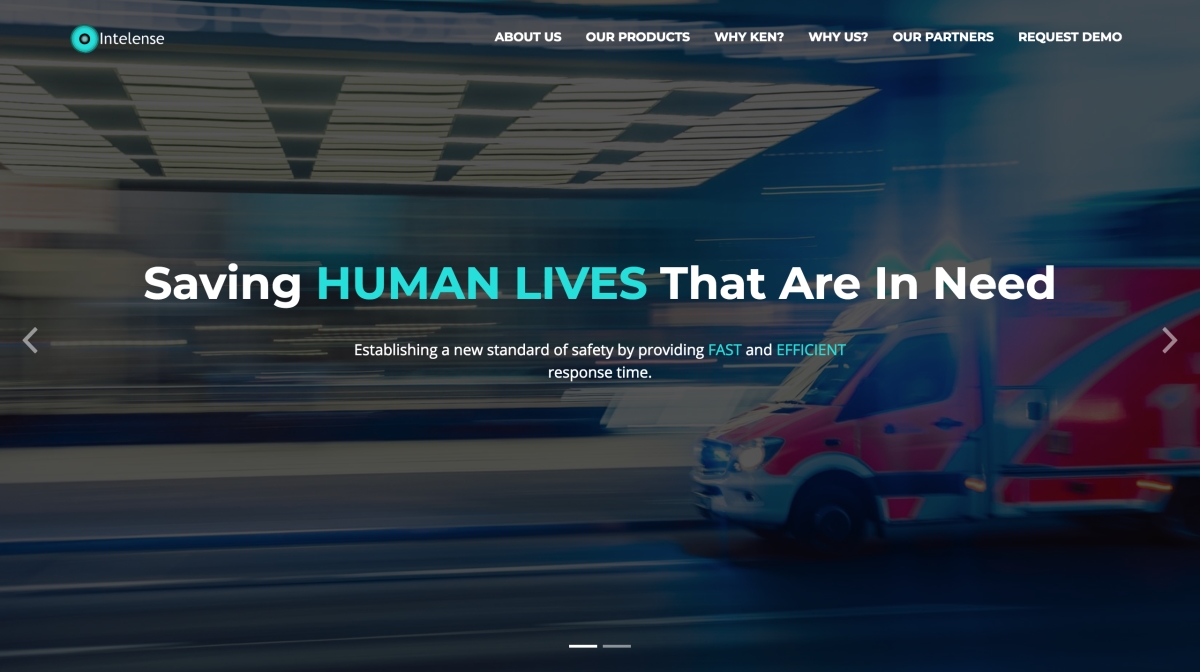 Intelense
ABOUT US
OUR PRODUCTS
WHY KEN?
WHY US?
OUR PARTNERS
REQUEST DEMO
Saving HUMAN LIVES That Are In Need
Establishing a new standard of safety by providing FAST and EFFICIENT
response time.